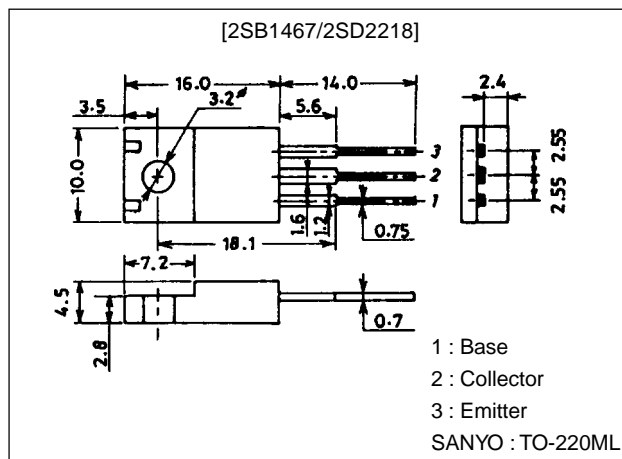 [2SB1467/2SD2218]
16.0 14.0 2.4
3.5 3.2ø 5.6
10.0 3 2.55
2
1.6 1.2 1 2.55
18.1 0.75
7.2
4.5
2.8 0.7
1 : Base
2 : Collector
3 : Emitter
SANYO : TO-220ML